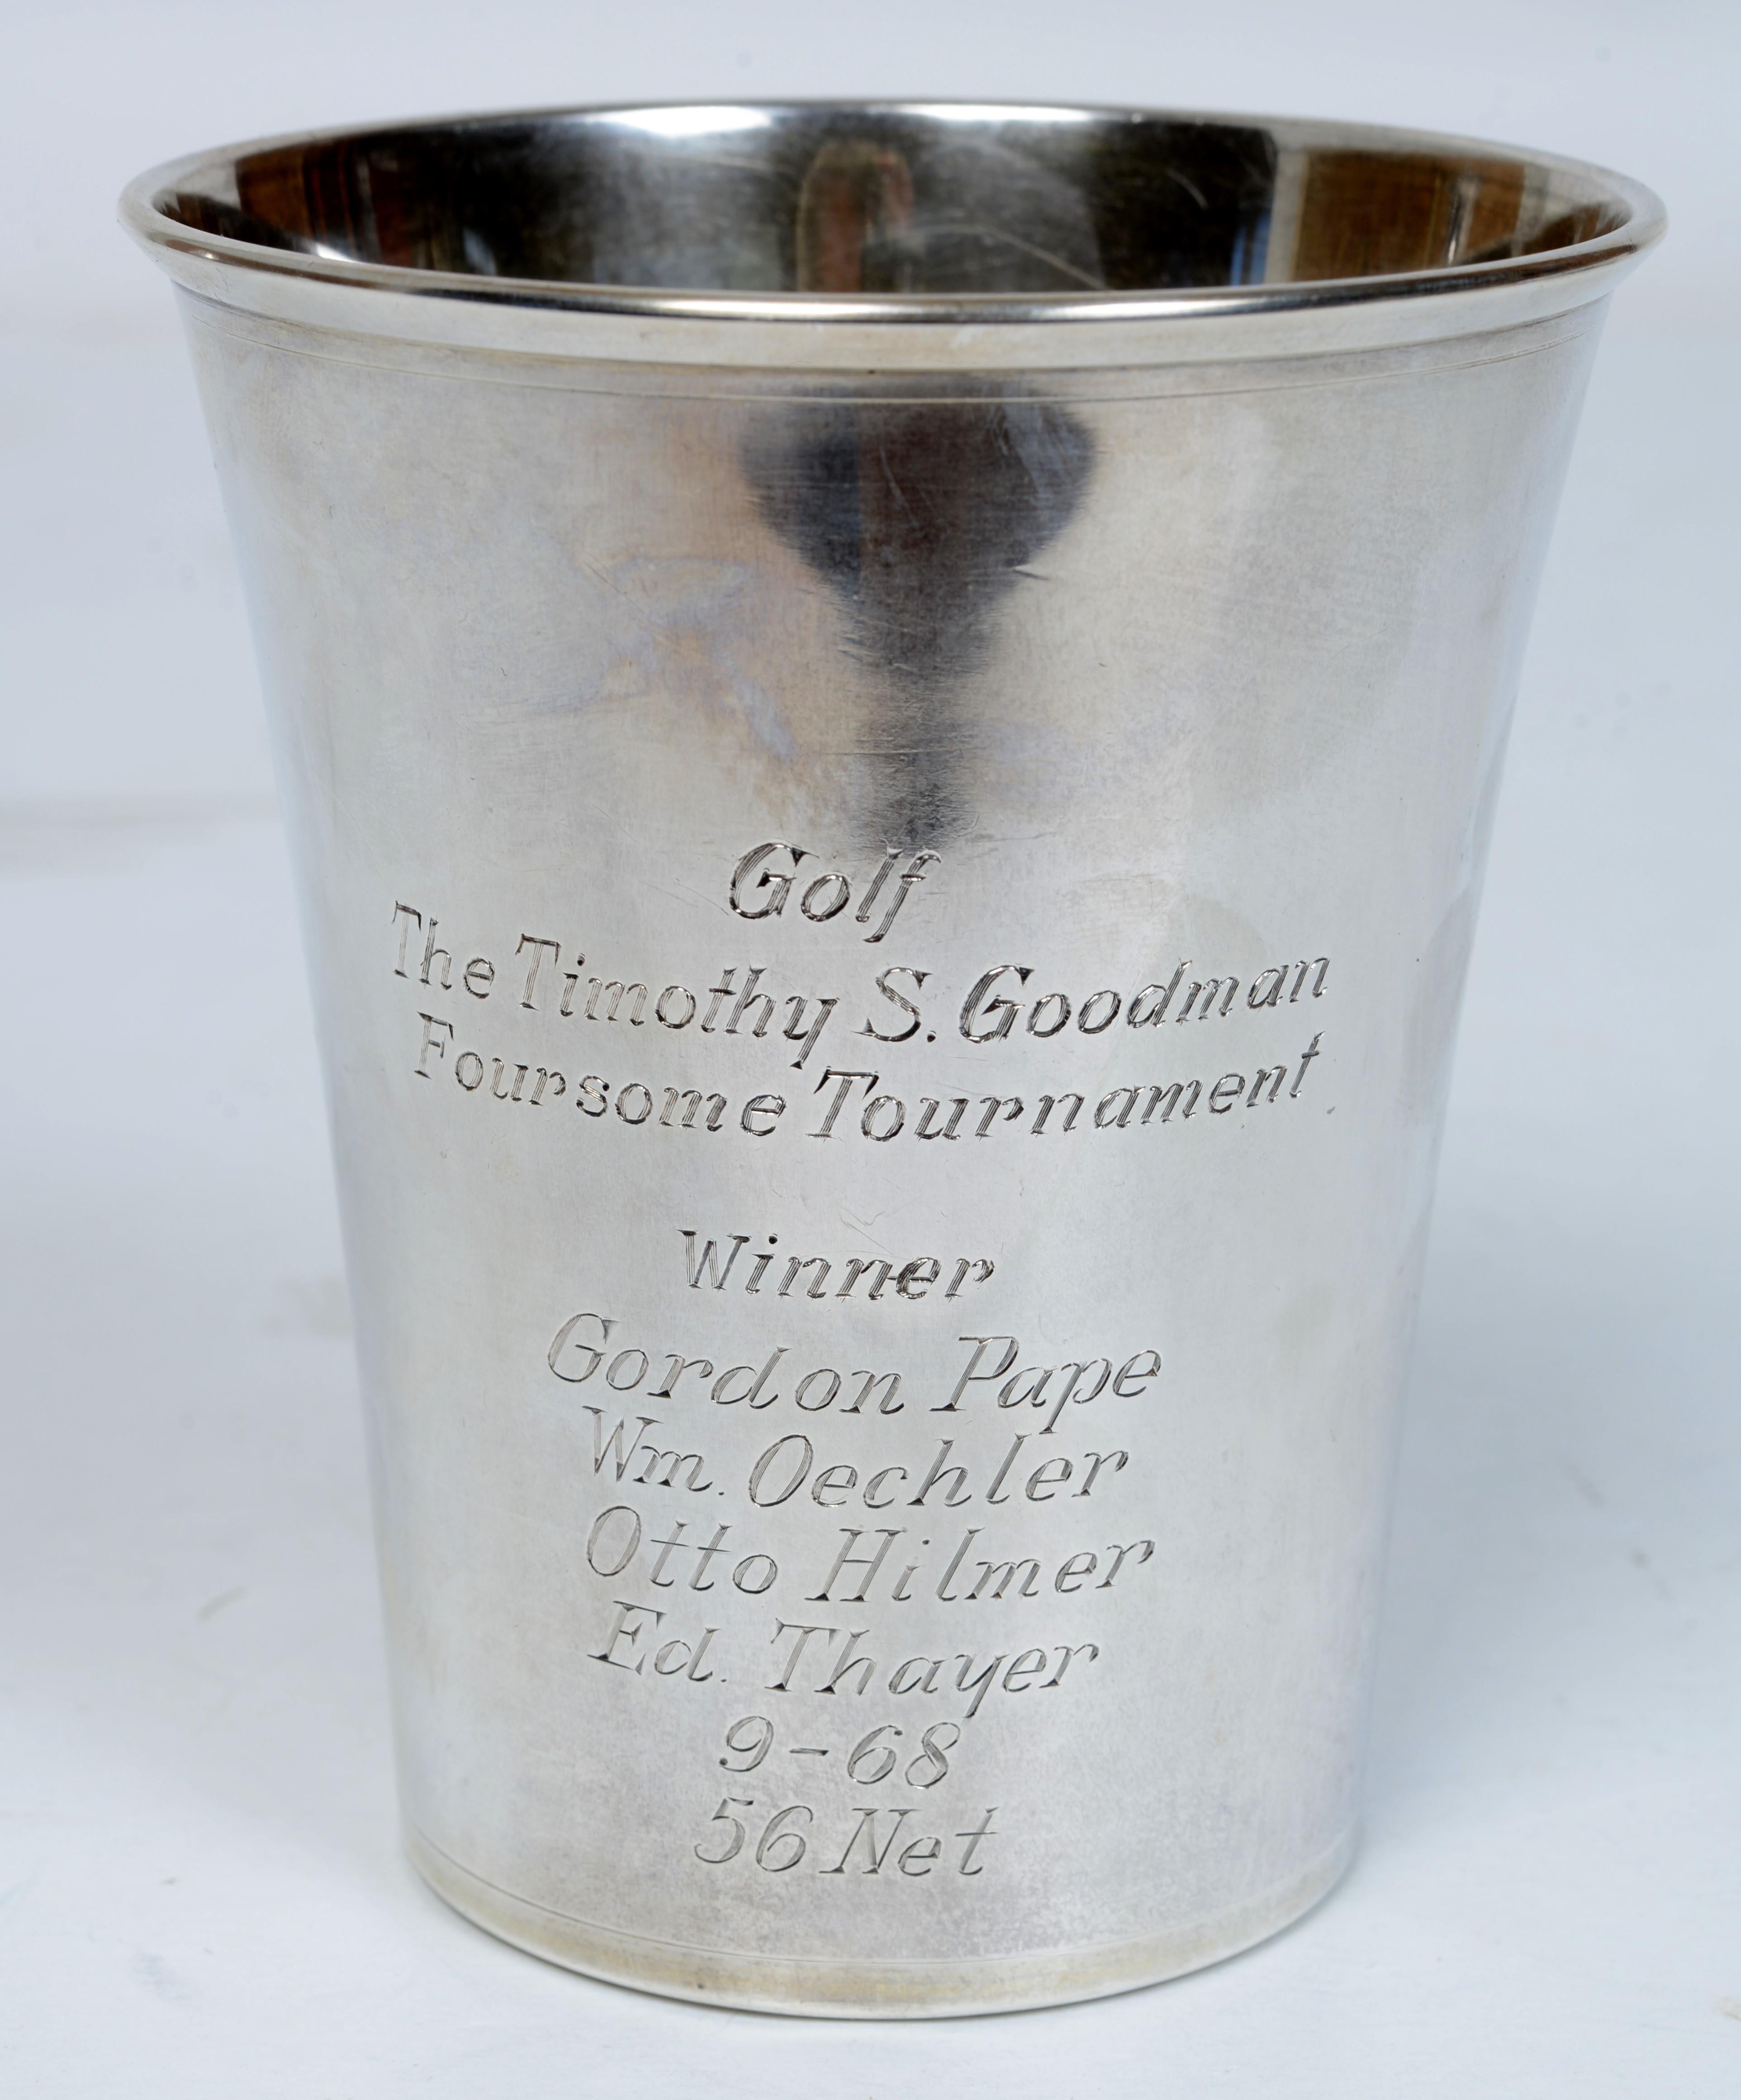 Golf
The Timothy S. Goodman
Foursome Tournament
Winner
Gordon Pape
Wm. Oechler
Otto Hilmer
Ed. Thayer
9-68
56 Net